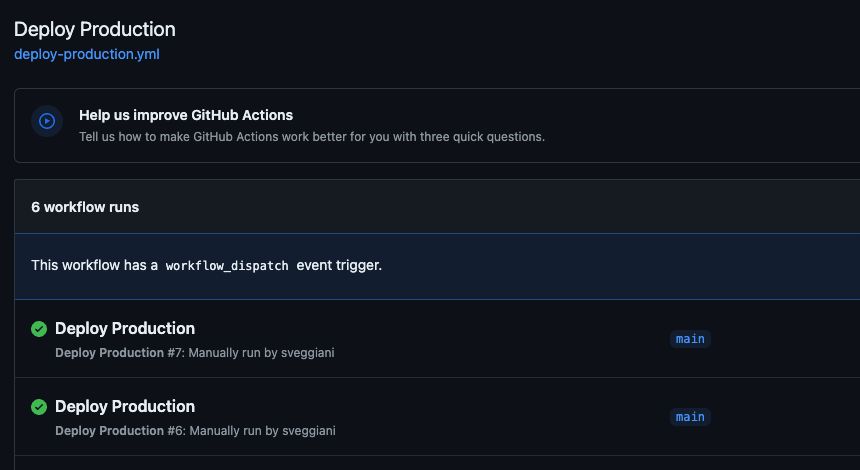 Deploy Production
deploy-production.yml
Help us improve GitHub Actions
Tell us how to make GitHub Actions work better for you with three quick questions.
6 workflow runs
This workflow has a workflow_dispatch event trigger.
Deploy Production
main
Deploy Production #7: Manually run by sveggiani
Deploy Production
main
Deploy Production #6: Manually run by sveggiani